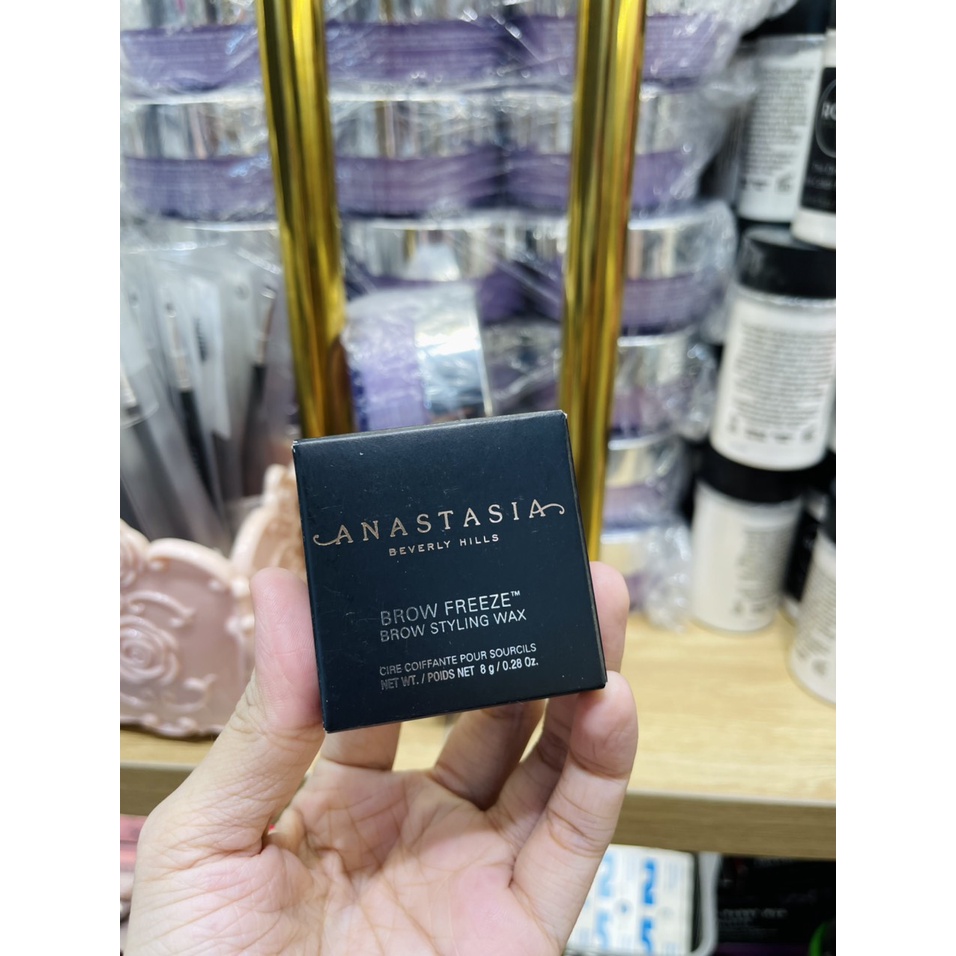 ANASTASIA
BEVERLY HILLS
BROW FREEZE™
BROW STYLING WAX
CIRE COIFFANTE POUR SOURCILS
NET WT. / POIDS NET 8 g / 0.28 Oz.